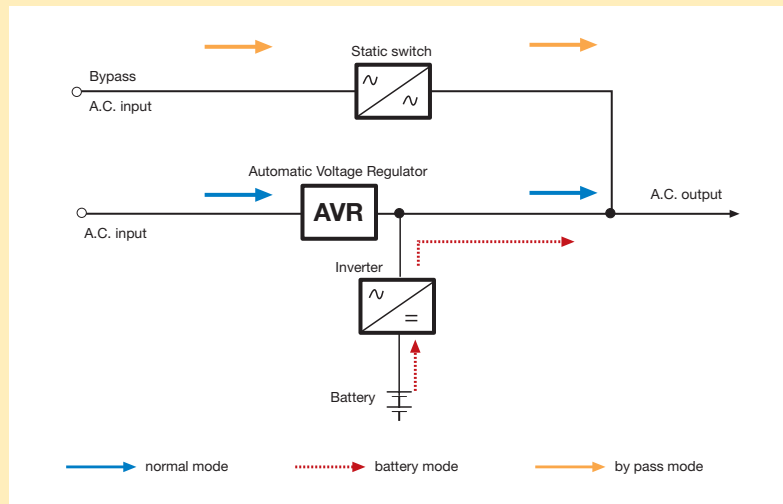 Static switch
Bypass
A.C. input
Automatic Voltage Regulator
AVR
A.C. output
A.C. input
Inverter
Battery
normal mode
battery mode
by pass mode